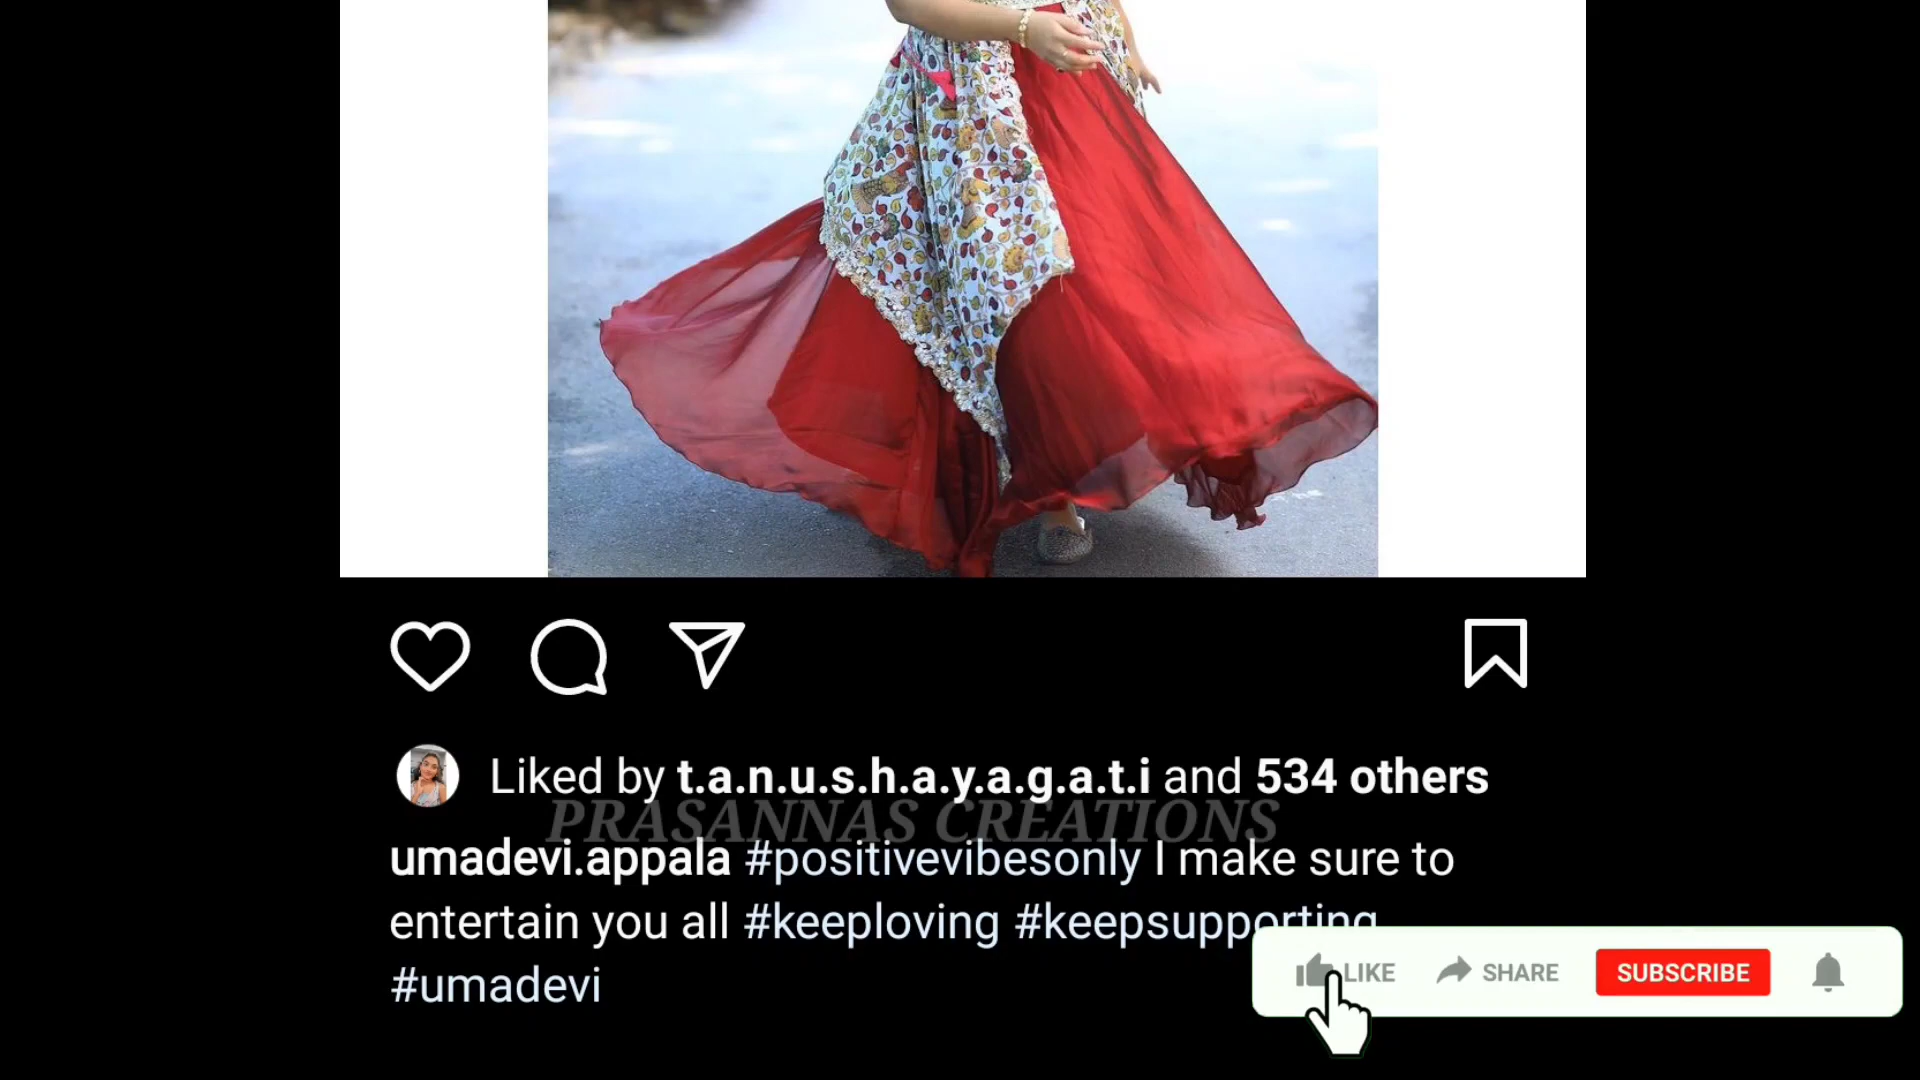 Liked by t.a.n.u.s.h.a.y.a.g.a.t.i and 534 others
PRASANNAS CREATIONS
umadevi.appala #positivevibesonly I make sure to
entertain you all #keeploving #keepsupporting
#umadevi
LIKE SHARE SUBSCRIBE